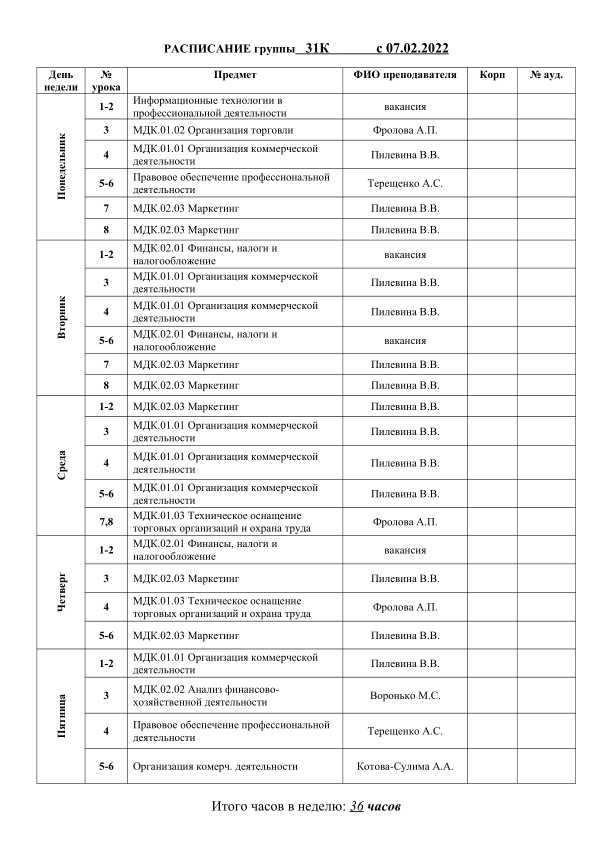 РАСПИСАНИЕ группы 31К с 07.02.2022
День недели № урока Предмет ФИО преподавателя Корп № ауд.
Понедельник
1-2 Информационные технологии в профессиональной деятельности вакансия
3 МДК.01.02 Организация торговли Фролова А.П.
4 МДК.01.01 Организация коммерческой деятельности Пилевина В.В.
5-6 Правовое обеспечение профессиональной деятельности Терещенко А.С.
7 МДК.02.03 Маркетинг Пилевина В.В.
8 МДК.02.03 Маркетинг Пилевина В.В.
Вторник
1-2 МДК.02.01 Финансы, налоги и налогообложение вакансия
3 МДК.01.01 Организация коммерческой деятельности Пилевина В.В.
4 МДК.01.01 Организация коммерческой деятельности Пилевина В.В.
5-6 МДК.02.01 Финансы, налоги и налогообложение вакансия
7 МДК.02.03 Маркетинг Пилевина В.В.
8 МДК.02.03 Маркетинг Пилевина В.В.
Среда
1-2 МДК.02.03 Маркетинг Пилевина В.В.
3 МДК.01.01 Организация коммерческой деятельности Пилевина В.В.
4 МДК.01.01 Организация коммерческой деятельности Пилевина В.В.
5-6 МДК.01.01 Организация коммерческой деятельности Пилевина В.В.
7,8 МДК.01.03 Техническое оснащение торговых организаций и охрана труда Фролова А.П.
Четверг
1-2 МДК.02.01 Финансы, налоги и налогообложение вакансия
3 МДК.02.03 Маркетинг Пилевина В.В.
4 МДК.01.03 Техническое оснащение торговых организаций и охрана труда Фролова А.П.
5-6 МДК.02.03 Маркетинг Пилевина В.В.
Пятница
1-2 МДК.01.01 Организация коммерческой деятельности Пилевина В.В.
3 МДК.02.02 Анализ финансово-хозяйственной деятельности Воронько М.С.
4 Правовое обеспечение профессиональной деятельности Терещенко А.С.
5-6 Организация комерч. деятельности Котова-Сулима А.А.
Итого часов в неделю: 36 часов